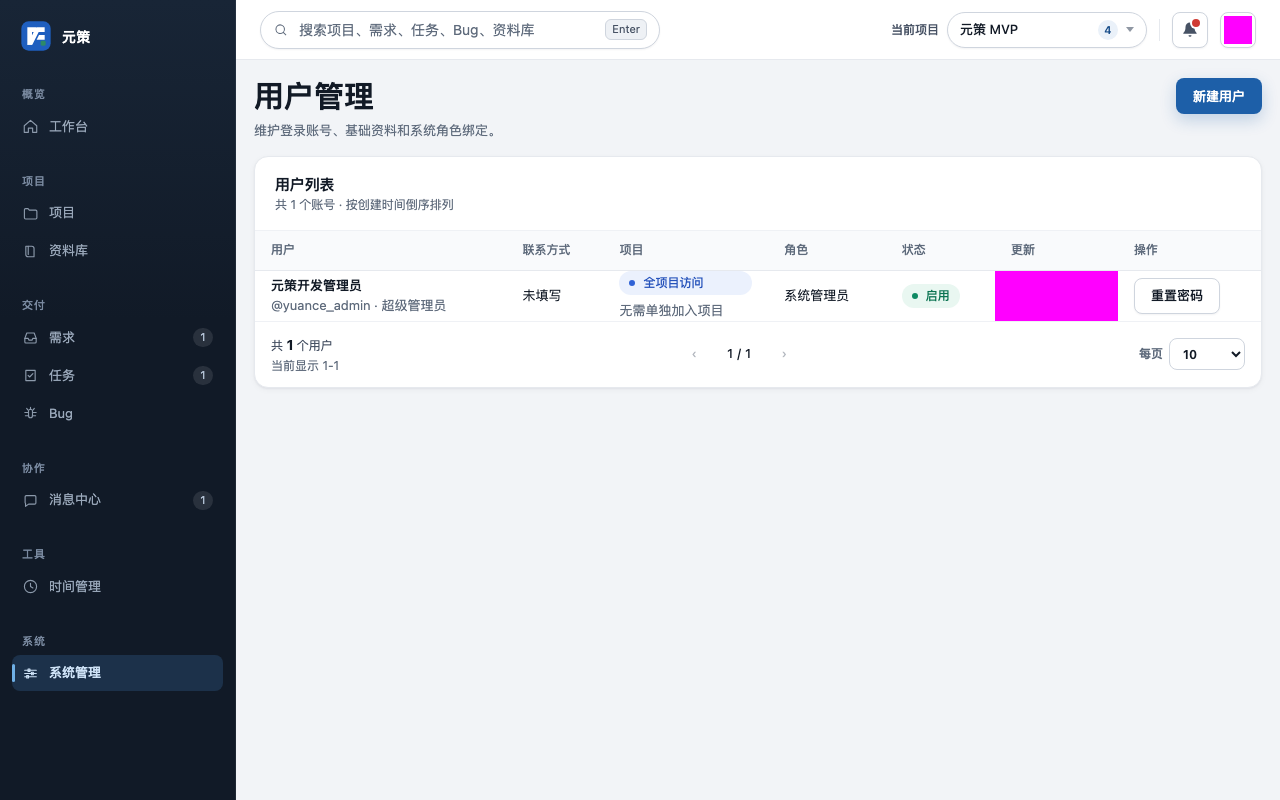 元策
概览
工作台
项目
项目
资料库
交付
需求 1
任务 1
Bug
协作
消息中心 1
工具
时间管理
系统
系统管理
搜索项目、需求、任务、Bug、资料库 Enter
当前项目 元策 MVP 4
用户管理
新建用户
维护登录账号、基础资料和系统角色绑定。
用户列表
共 1 个账号 · 按创建时间倒序排列
用户 联系方式 项目 角色 状态 更新 操作
元策开发管理员
@yuance_admin · 超级管理员
未填写
全项目访问
无需单独加入项目
系统管理员
启用
重置密码
共 1 个用户
当前显示 1-1
‹ 1 / 1 ›
每页 10